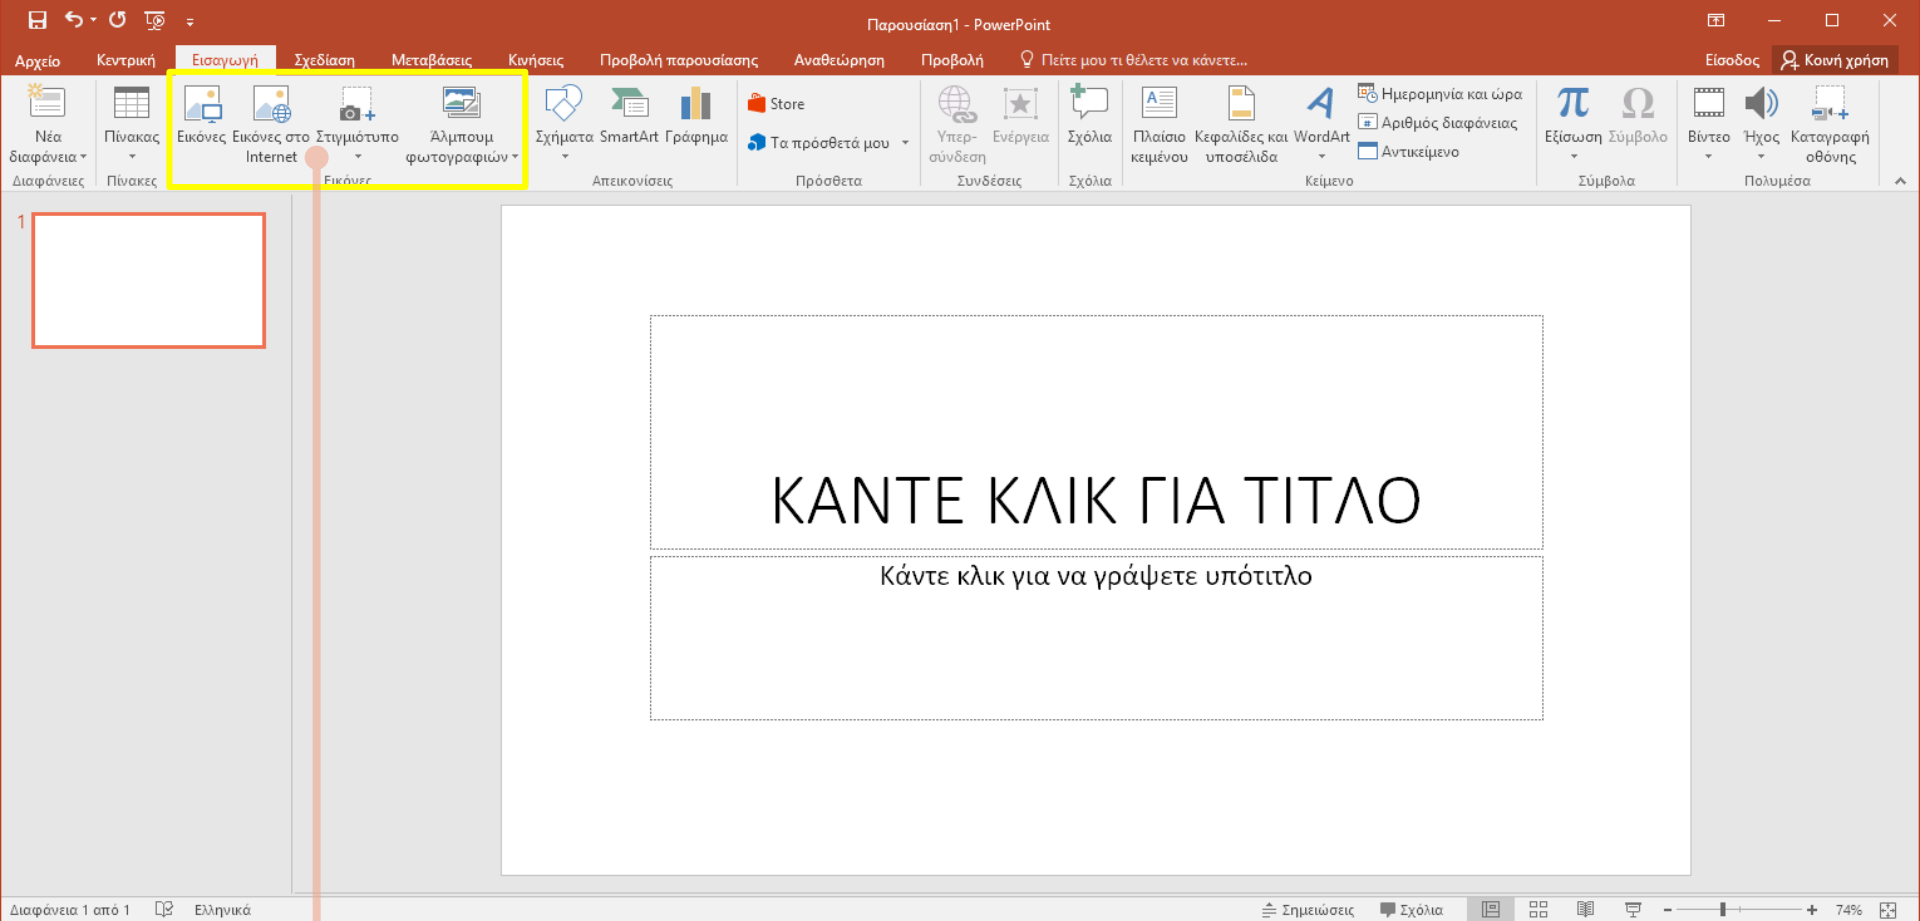 Παρουσίαση1 - PowerPoint
Αρχείο Κεντρική Εισαγωγή Σχεδίαση Μεταβάσεις Κινήσεις Προβολή παρουσίασης Αναθεώρηση Προβολή Πείτε μου τι θέλετε να κάνετε... Είσοδος Κοινή χρήση
Νέα διαφάνεια
Πίνακας
Εικόνες
Εικόνες στο Internet
Στιγμιότυπο
Άλμπουμ φωτογραφιών
Σχήματα
SmartArt
Γράφημα
Store
Τα πρόσθετά μου
Υπερ-
σύνδεση
Ενέργεια
Σχόλια
Πλαίσιο κειμένου
Κεφαλίδες και υποσέλιδα
WordArt
Ημερομηνία και ώρα
Αριθμός διαφάνειας
Αντικείμενο
Εξίσωση
Σύμβολο
Βίντεο
Ήχος
Καταγραφή οθόνης
Διαφάνειες Πίνακες Εικόνες Απεικονίσεις Πρόσθετα Συνδέσεις Σχόλια Κείμενο Σύμβολα Πολυμέσα
1
ΚΑΝΤΕ ΚΛΙΚ ΓΙΑ ΤΙΤΛΟ
Κάντε κλικ για να γράψετε υπότιτλο
Διαφάνεια 1 από 1 Ελληνικά Σημειώσεις Σχόλια 74%